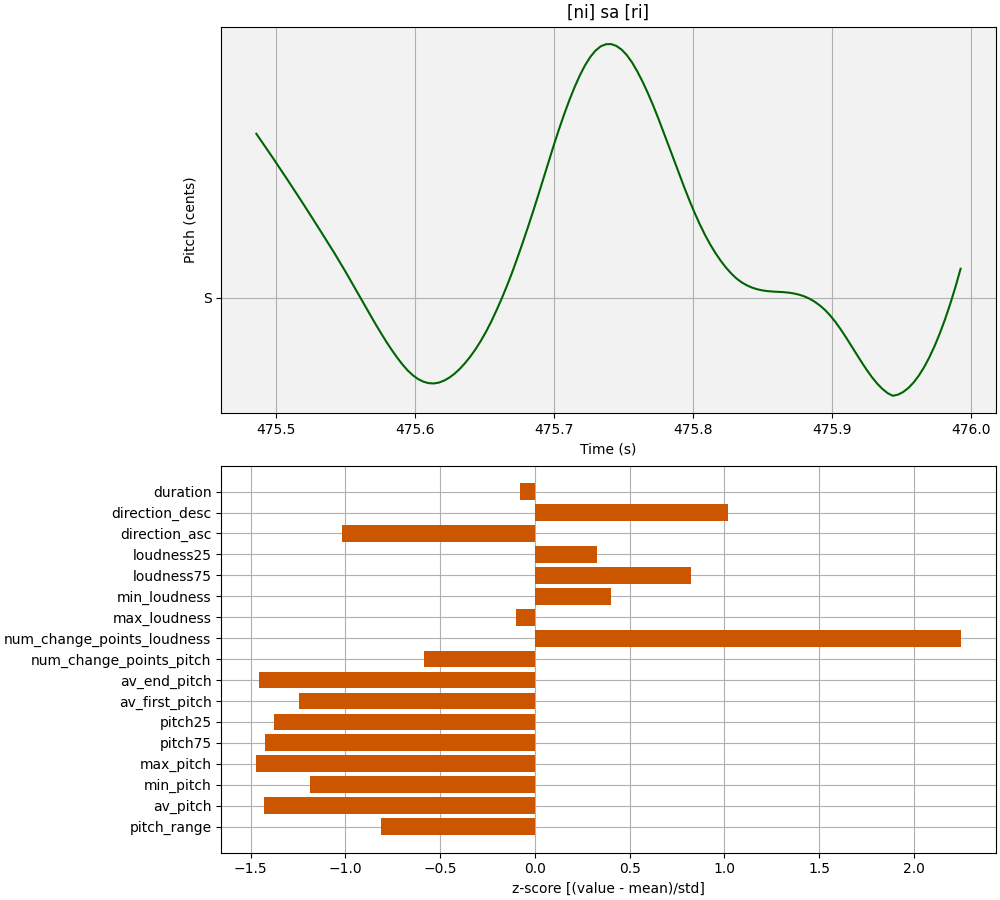 [ni] sa [ri]
Pitch (cents)
S
475.5 475.6 475.7 475.8 475.9 476.0
Time (s)
duration
direction_desc
direction_asc
loudness25
loudness75
min_loudness
max_loudness
num_change_points_loudness
num_change_points_pitch
av_end_pitch
av_first_pitch
pitch25
pitch75
max_pitch
min_pitch
av_pitch
pitch_range
−1.5 −1.0 −0.5 0.0 0.5 1.0 1.5 2.0
z-score [(value - mean)/std]